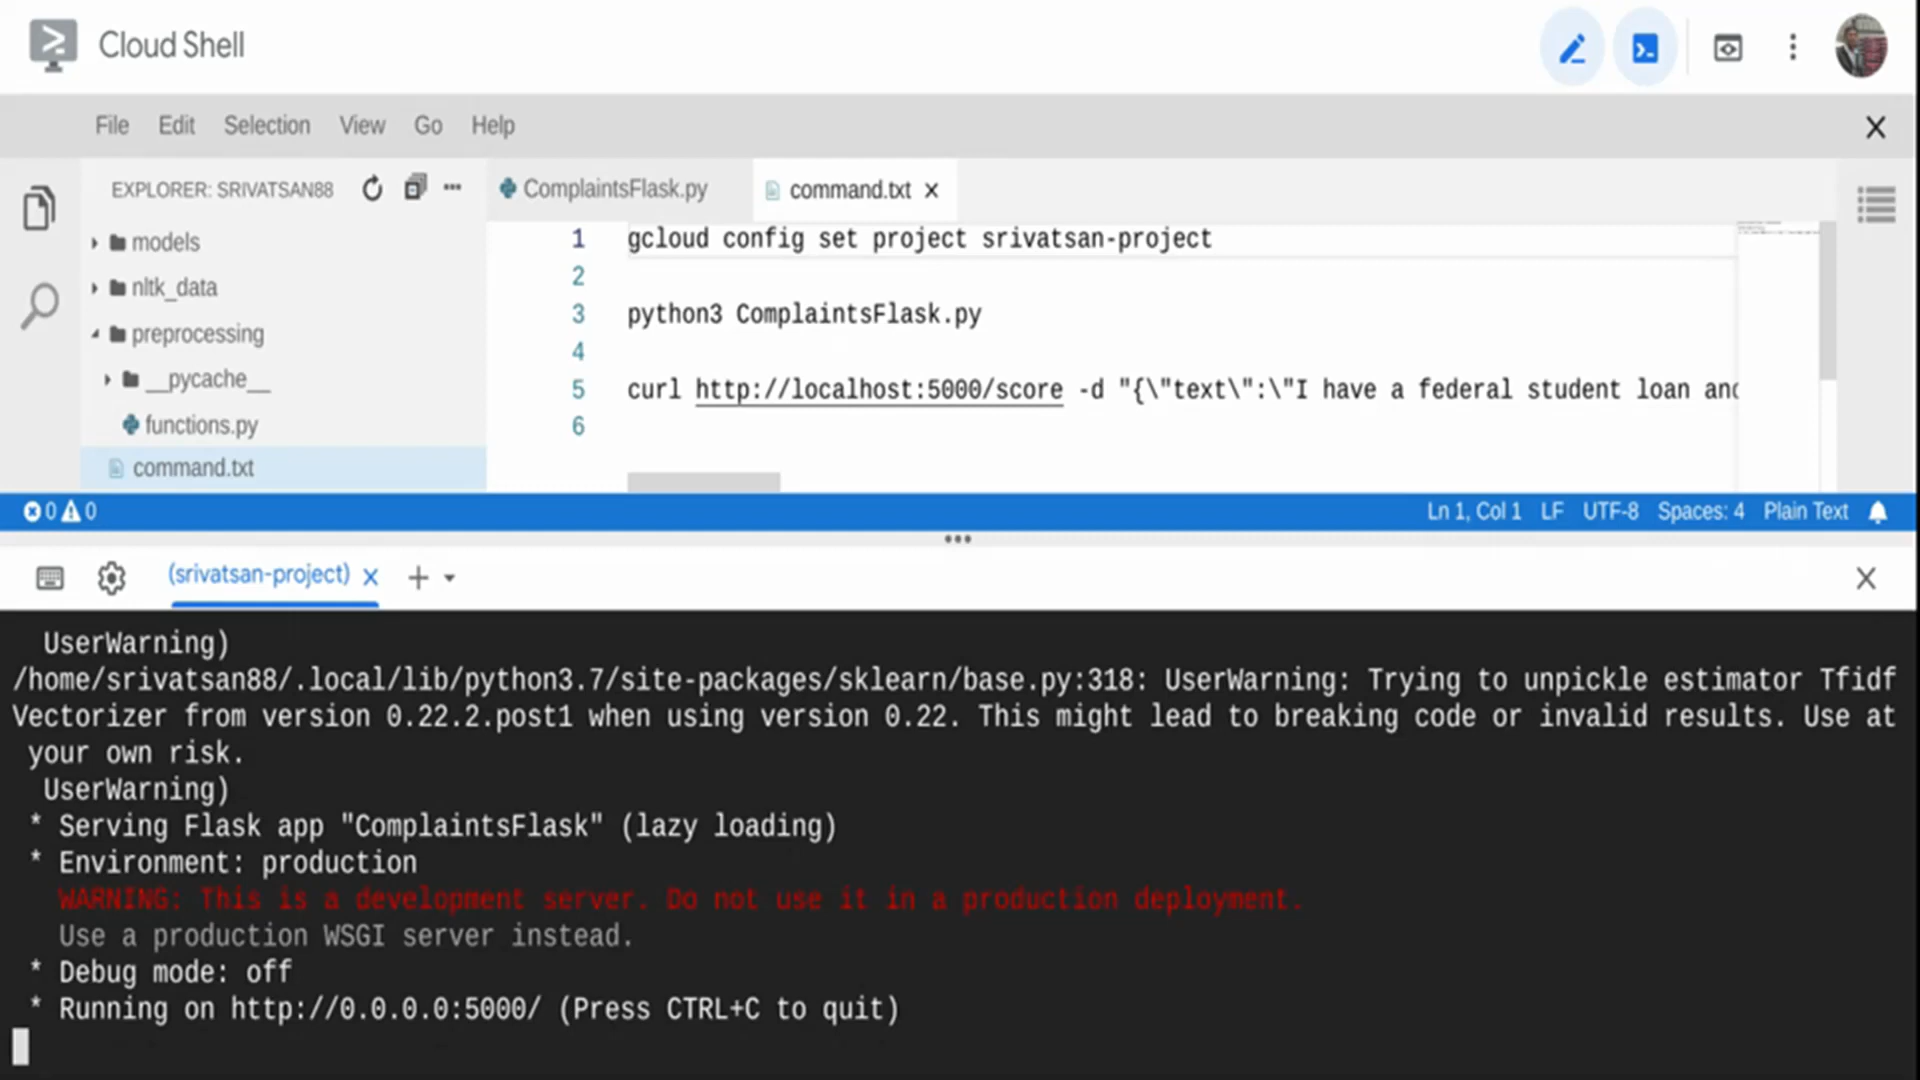 Cloud Shell
File Edit Selection View Go Help
EXPLORER: SRIVATSAN88
ComplaintsFlask.py
command.txt
models
nltk_data
preprocessing
__pycache__
functions.py
command.txt
1 gcloud config set project srivatsan-project
2
3 python3 ComplaintsFlask.py
4
5 curl http://localhost:5000/score -d "{\"text\":\"I have a federal student loan and
6
0 0
Ln 1, Col 1 LF UTF-8 Spaces: 4 Plain Text
(srivatsan-project)
UserWarning)
/home/srivatsan88/.local/lib/python3.7/site-packages/sklearn/base.py:318: UserWarning: Trying to unpickle estimator Tfidf
Vectorizer from version 0.22.2.post1 when using version 0.22. This might lead to breaking code or invalid results. Use at
your own risk.
UserWarning)
* Serving Flask app "ComplaintsFlask" (lazy loading)
* Environment: production
WARNING: This is a development server. Do not use it in a production deployment.
Use a production WSGI server instead.
* Debug mode: off
* Running on http://0.0.0.0:5000/ (Press CTRL+C to quit)